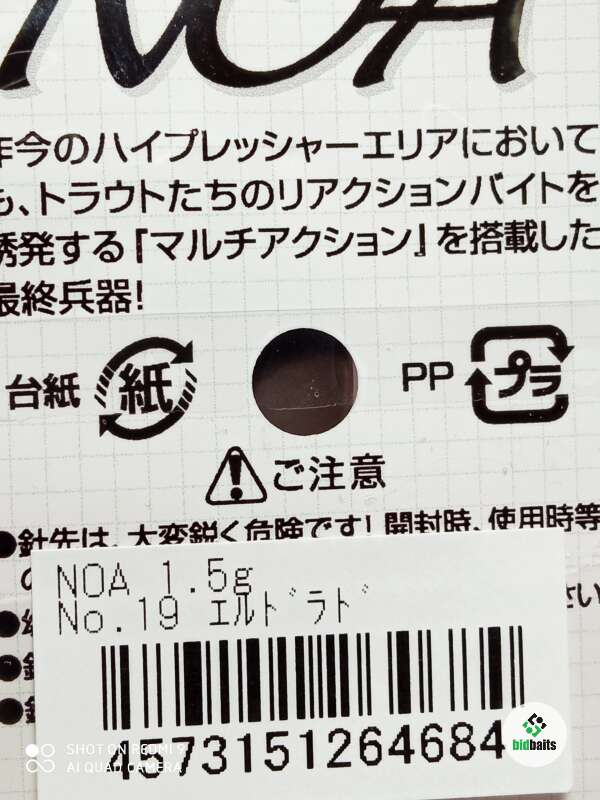 NOA
昨今のハイプレッシャーエリアにおいて
も、トラウトたちのリアクションバイトを
誘発する「マルチアクション」を搭載した
最終兵器!
台紙 紙 PP プラ
ご注意
●針先は、大変鋭く危険です! 開封時、使用時等
NOA 1.5g
No.19 ｴﾙﾄﾞﾗﾄﾞ
さい
4573151264684
SHOT ON REDMI 9
AI QUAD CAMERA
bidbaits